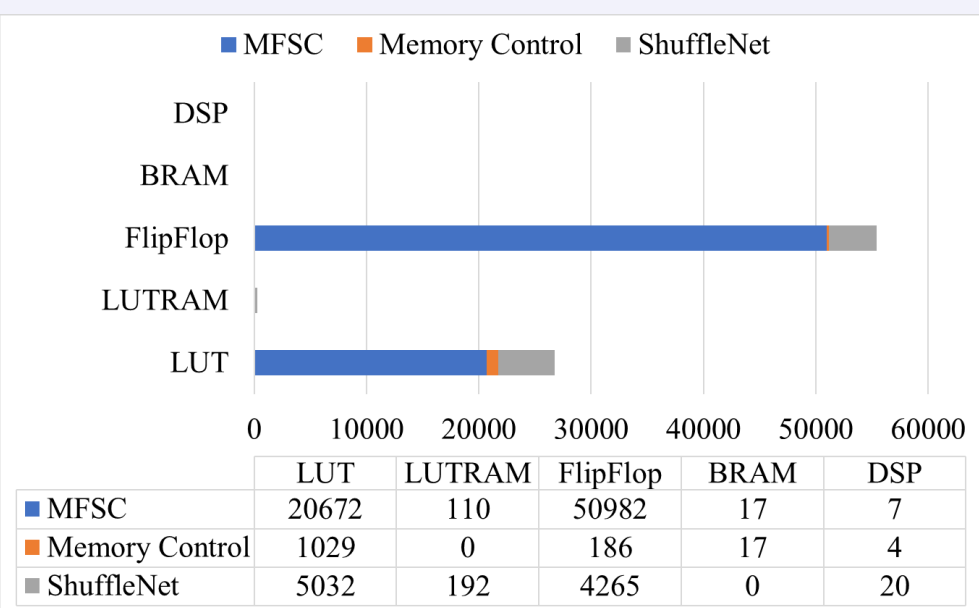 MFSC Memory Control ShuffleNet
DSP
BRAM
FlipFlop
LUTRAM
LUT
0 10000 20000 30000 40000 50000 60000
LUT LUTRAM FlipFlop BRAM DSP
MFSC 20672 110 50982 17 7
Memory Control 1029 0 186 17 4
ShuffleNet 5032 192 4265 0 20